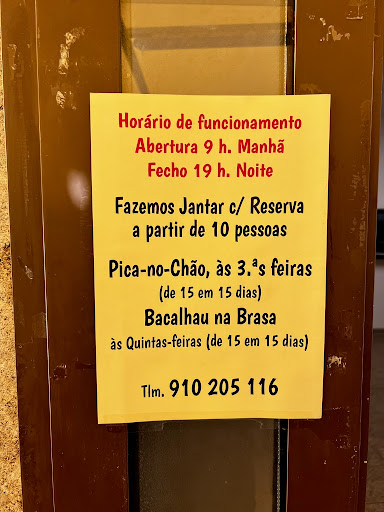 Horário de funcionamento
Abertura 9 h. Manhã
Fecho 19 h. Noite
Fazemos Jantar c/ Reserva
a partir de 10 pessoas
Pica-no-Chão, às 3.ªs feiras
(de 15 em 15 dias)
Bacalhau na Brasa
às Quintas-feiras (de 15 em 15 dias)
Tlm. 910 205 116